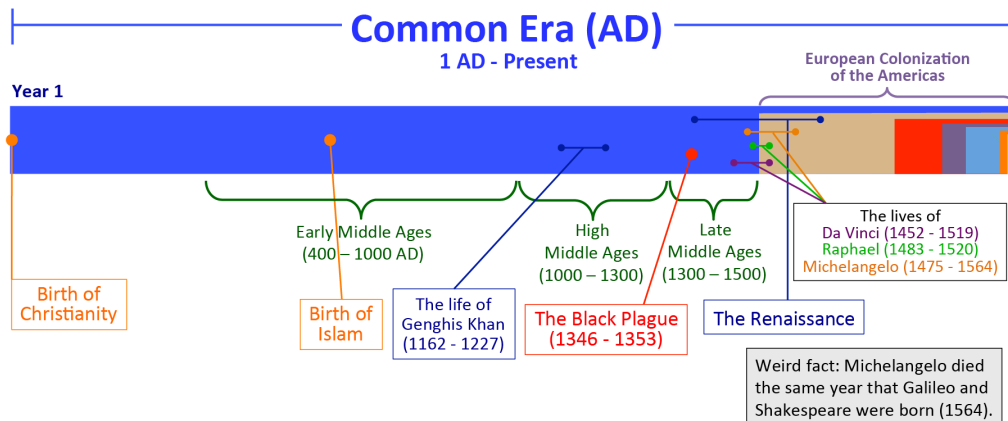 Common Era (AD)
1 AD - Present
European Colonization
of the Americas
Year 1
Early Middle Ages
(400 – 1000 AD)
High
Middle Ages
(1000 – 1300)
Late
Middle Ages
(1300 – 1500)
The lives of
Da Vinci (1452 - 1519)
Raphael (1483 - 1520)
Michelangelo (1475 - 1564)
Birth of
Christianity
Birth of
Islam
The life of
Genghis Khan
(1162 - 1227)
The Black Plague
(1346 - 1353)
The Renaissance
Weird fact: Michelangelo died
the same year that Galileo and
Shakespeare were born (1564).